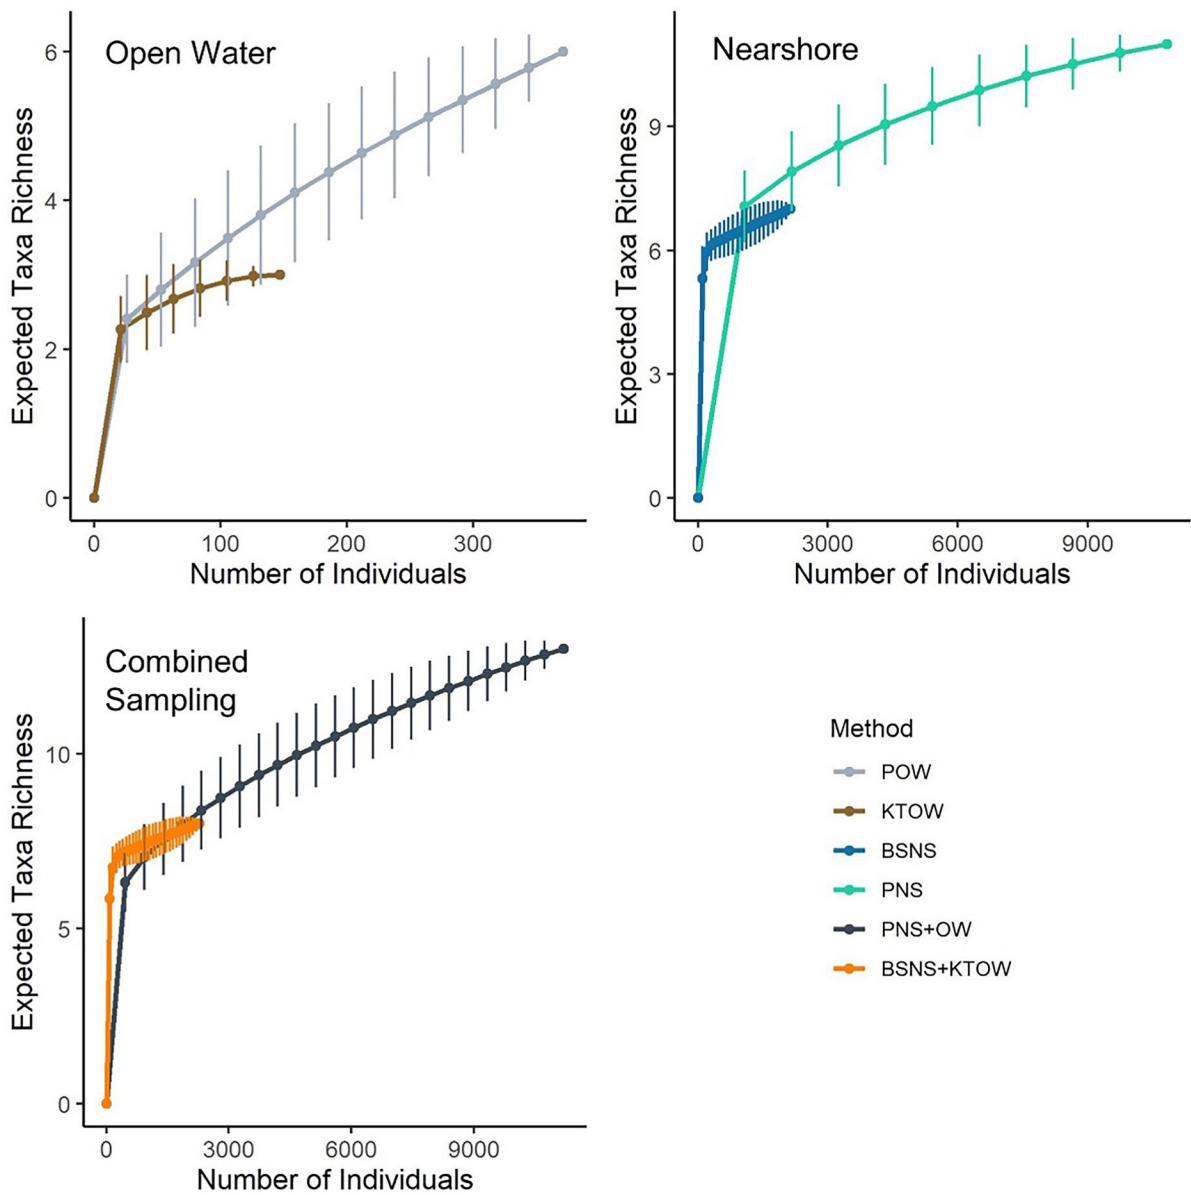 Open Water
Expected Taxa Richness
6
4
2
0
0 100 200 300
Number of Individuals
Nearshore
Expected Taxa Richness
9
6
3
0
0 3000 6000 9000
Number of Individuals
Combined
Sampling
Expected Taxa Richness
10
5
0
0 3000 6000 9000
Number of Individuals
Method
POW
KTOW
BSNS
PNS
PNS+OW
BSNS+KTOW